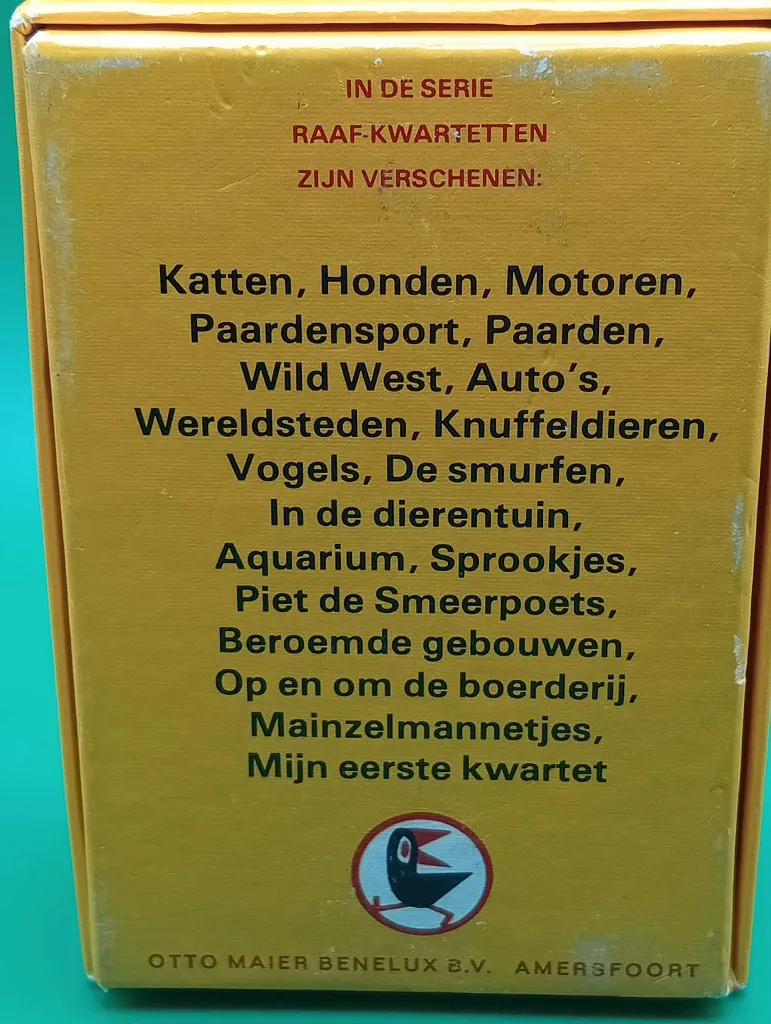 IN DE SERIE
RAAF-KWARTETTEN
ZIJN VERSCHENEN:
Katten, Honden, Motoren,
Paardensport, Paarden,
Wild West, Auto's,
Wereldsteden, Knuffeldieren,
Vogels, De smurfen,
In de dierentuin,
Aquarium, Sprookjes,
Piet de Smeerpoets,
Beroemde gebouwen,
Op en om de boerderij,
Mainzelmannetjes,
Mijn eerste kwartet
OTTO MAIER BENELUX B.V. AMERSFOORT